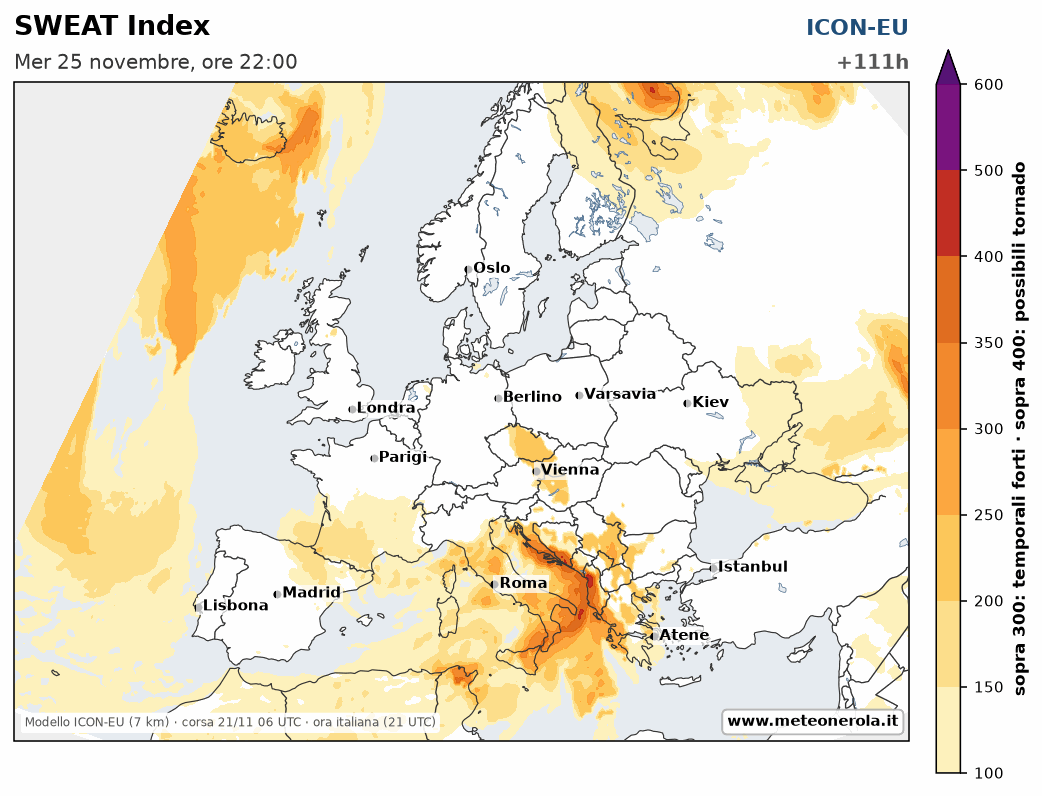 SWEAT Index
ICON-EU
Mer 25 novembre, ore 22:00
+111h
600
500
400
350
300
250
200
150
100
sopra 300: temporali forti · sopra 400: possibili tornado
Oslo
Berlino
Varsavia
Kiev
Londra
Parigi
Vienna
Istanbul
Roma
Madrid
Lisbona
Atene
Modello ICON-EU (7 km) · corsa 21/11 06 UTC · ora italiana (21 UTC)
www.meteonerola.it